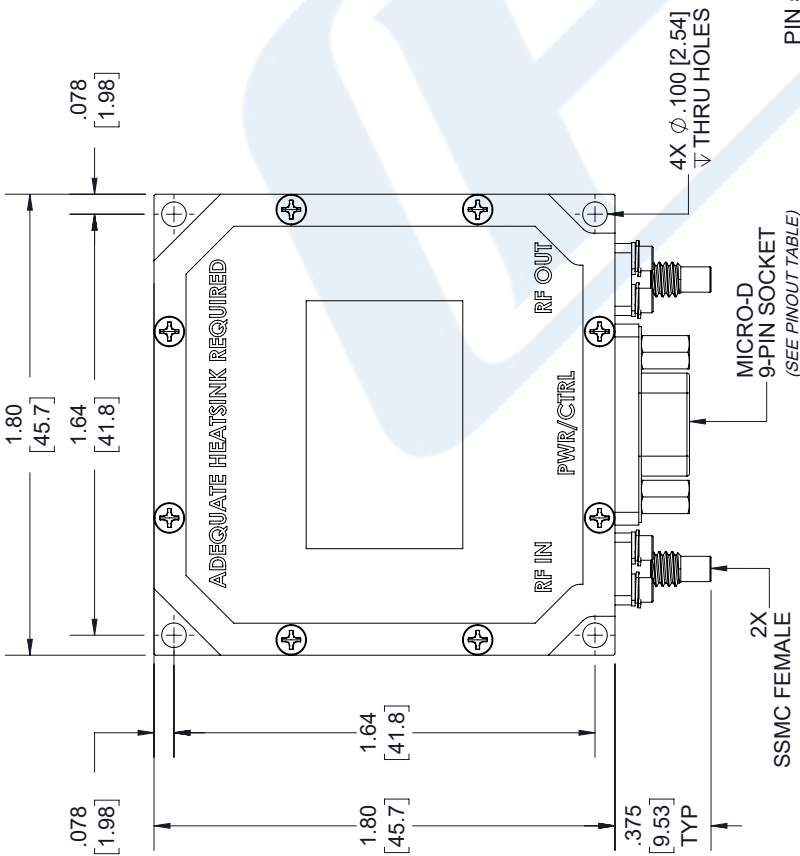 .078
[1.98]
1.80
[45.7]
1.64
[41.8]
.078
[1.98]
1.64
[41.8]
1.80
[45.7]
.375
[9.53]
TYP
ADEQUATE HEATSINK REQUIRED
RF IN
PWR/CTRL
RF OUT
4X ⌀.100 [2.54]
↧ THRU HOLES
MICRO-D
9-PIN SOCKET
(SEE PINOUT TABLE)
2X
SSMC FEMALE
PIN